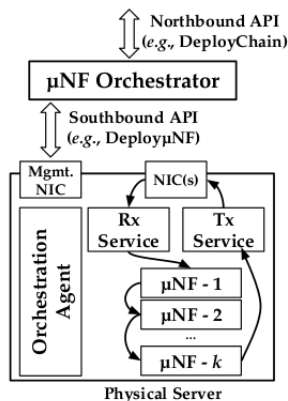 Northbound API
(e.g., DeployChain)
μNF Orchestrator
Southbound API
(e.g., DeployμNF)
Mgmt.
NIC
NIC(s)
Rx
Service
Tx
Service
Orchestration
Agent
μNF - 1
μNF - 2
...
μNF - k
Physical Server